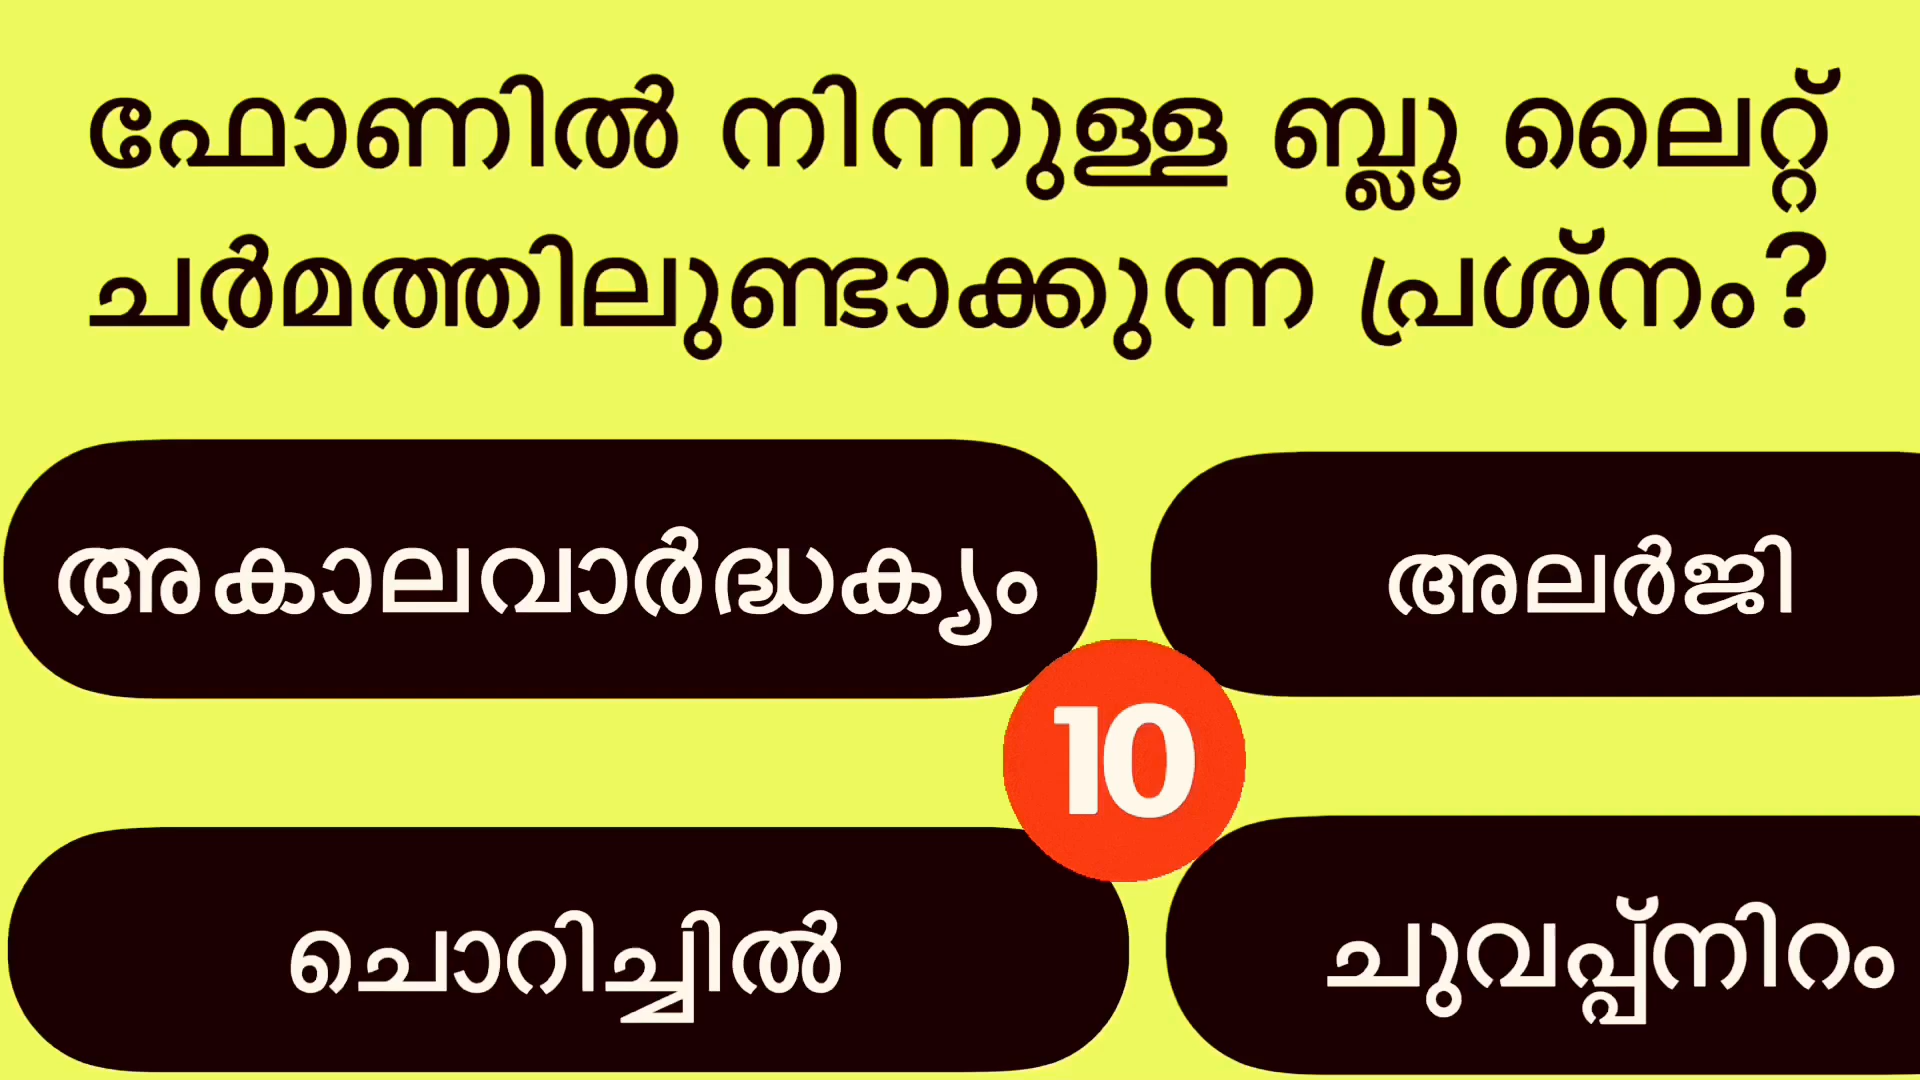 ഫോണിൽ നിന്നുള്ള ബ്ലൂ ലൈറ്റ്
ചർമത്തിലുണ്ടാക്കുന്ന പ്രശ്നം?
അകാലവാർദ്ധക്യം
അലർജി
10
ചൊറിച്ചിൽ
ചുവപ്പ്നിറം